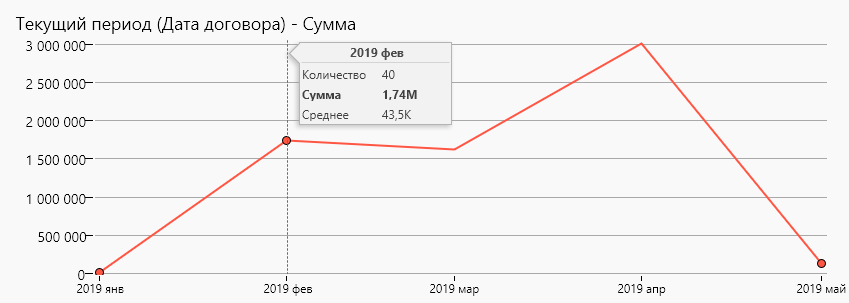 Текущий период (Дата договора) - Сумма
3 000 000
2019 фев
Количество 40
2 500 000
Сумма 1,74М
Среднее 43,5К
2 000 000
1 500 000
1 000 000
500 000
0
2019 янв 2019 фев 2019 мар 2019 апр 2019 май